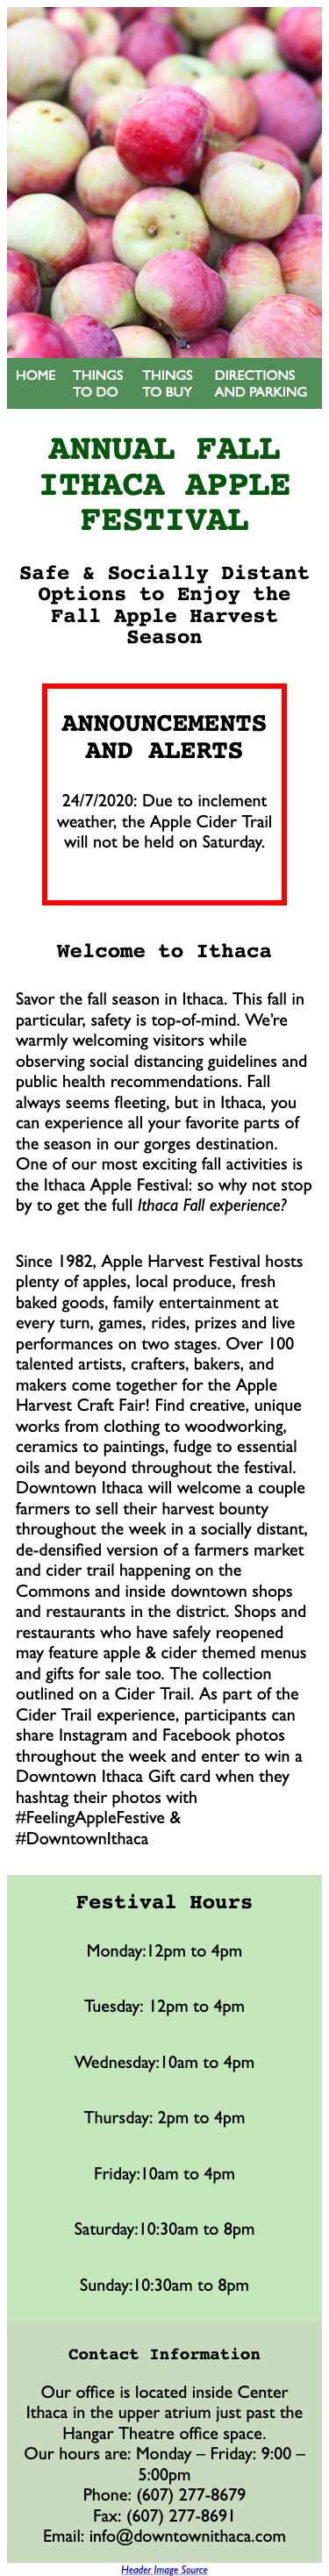 HOME THINGS TO DO THINGS TO BUY DIRECTIONS AND PARKING
ANNUAL FALL
ITHACA APPLE
FESTIVAL
Safe & Socially Distant
Options to Enjoy the
Fall Apple Harvest
Season
ANNOUNCEMENTS
AND ALERTS
24/7/2020: Due to inclement
weather, the Apple Cider Trail
will not be held on Saturday.
Welcome to Ithaca
Savor the fall season in Ithaca. This fall in
particular, safety is top-of-mind. We’re
warmly welcoming visitors while
observing social distancing guidelines and
public health recommendations. Fall
always seems fleeting, but in Ithaca, you
can experience all your favorite parts of
the season in our gorges destination.
One of our most exciting fall activities is
the Ithaca Apple Festival: so why not stop
by to get the full Ithaca Fall experience?
Since 1982, Apple Harvest Festival hosts
plenty of apples, local produce, fresh
baked goods, family entertainment at
every turn, games, rides, prizes and live
performances on two stages. Over 100
talented artists, crafters, bakers, and
makers come together for the Apple
Harvest Craft Fair! Find creative, unique
works from clothing to woodworking,
ceramics to paintings, fudge to essential
oils and beyond throughout the festival.
Downtown Ithaca will welcome a couple
farmers to sell their harvest bounty
throughout the week in a socially distant,
de-densified version of a farmers market
and cider trail happening on the
Commons and inside downtown shops
and restaurants in the district. Shops and
restaurants who have safely reopened
may feature apple & cider themed menus
and gifts for sale too. The collection
outlined on a Cider Trail. As part of the
Cider Trail experience, participants can
share Instagram and Facebook photos
throughout the week and enter to win a
Downtown Ithaca Gift card when they
hashtag their photos with
#FeelingAppleFestive &
#DowntownIthaca
Festival Hours
Monday:12pm to 4pm
Tuesday: 12pm to 4pm
Wednesday:10am to 4pm
Thursday: 2pm to 4pm
Friday:10am to 4pm
Saturday:10:30am to 8pm
Sunday:10:30am to 8pm
Contact Information
Our office is located inside Center
Ithaca in the upper atrium just past the
Hangar Theatre office space.
Our hours are: Monday – Friday: 9:00 –
5:00pm
Phone: (607) 277-8679
Fax: (607) 277-8691
Email: info@downtownithaca.com
Header Image Source